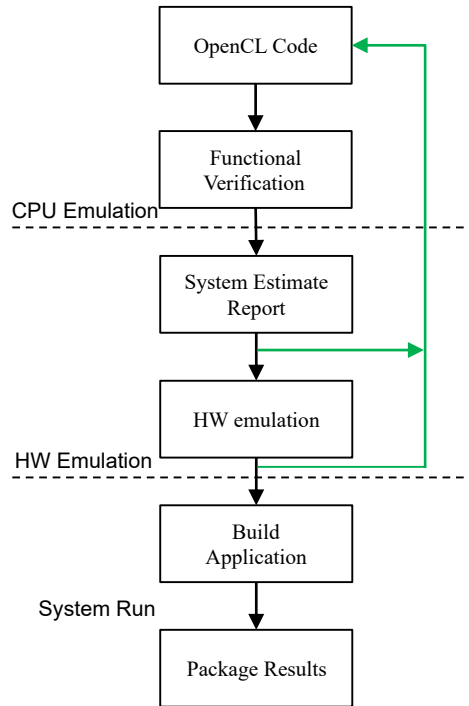 OpenCL Code
Functional
Verification
CPU Emulation
System Estimate
Report
HW emulation
HW Emulation
Build
Application
System Run
Package Results